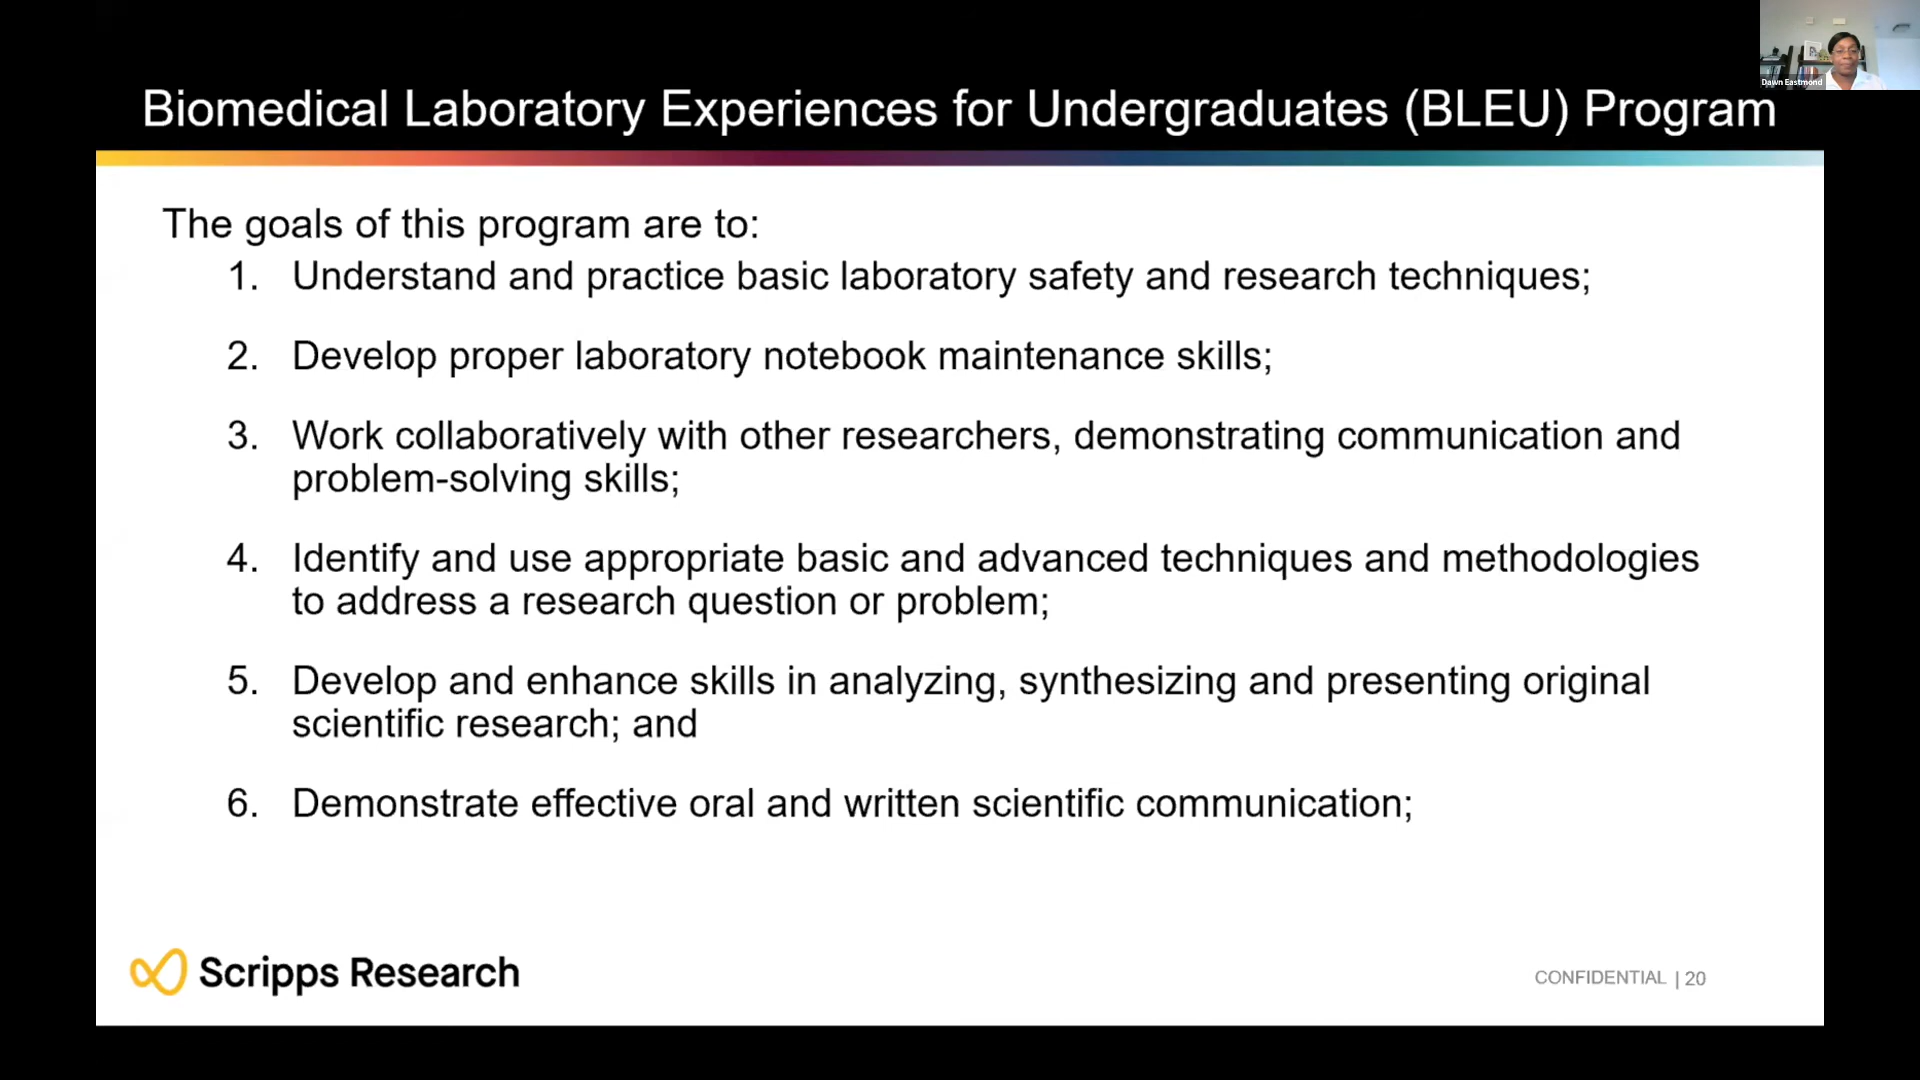 Dawn Eastmond
Biomedical Laboratory Experiences for Undergraduates (BLEU) Program
The goals of this program are to:
1. Understand and practice basic laboratory safety and research techniques;
2. Develop proper laboratory notebook maintenance skills;
3. Work collaboratively with other researchers, demonstrating communication and
problem-solving skills;
4. Identify and use appropriate basic and advanced techniques and methodologies
to address a research question or problem;
5. Develop and enhance skills in analyzing, synthesizing and presenting original
scientific research; and
6. Demonstrate effective oral and written scientific communication;
Scripps Research
CONFIDENTIAL | 20